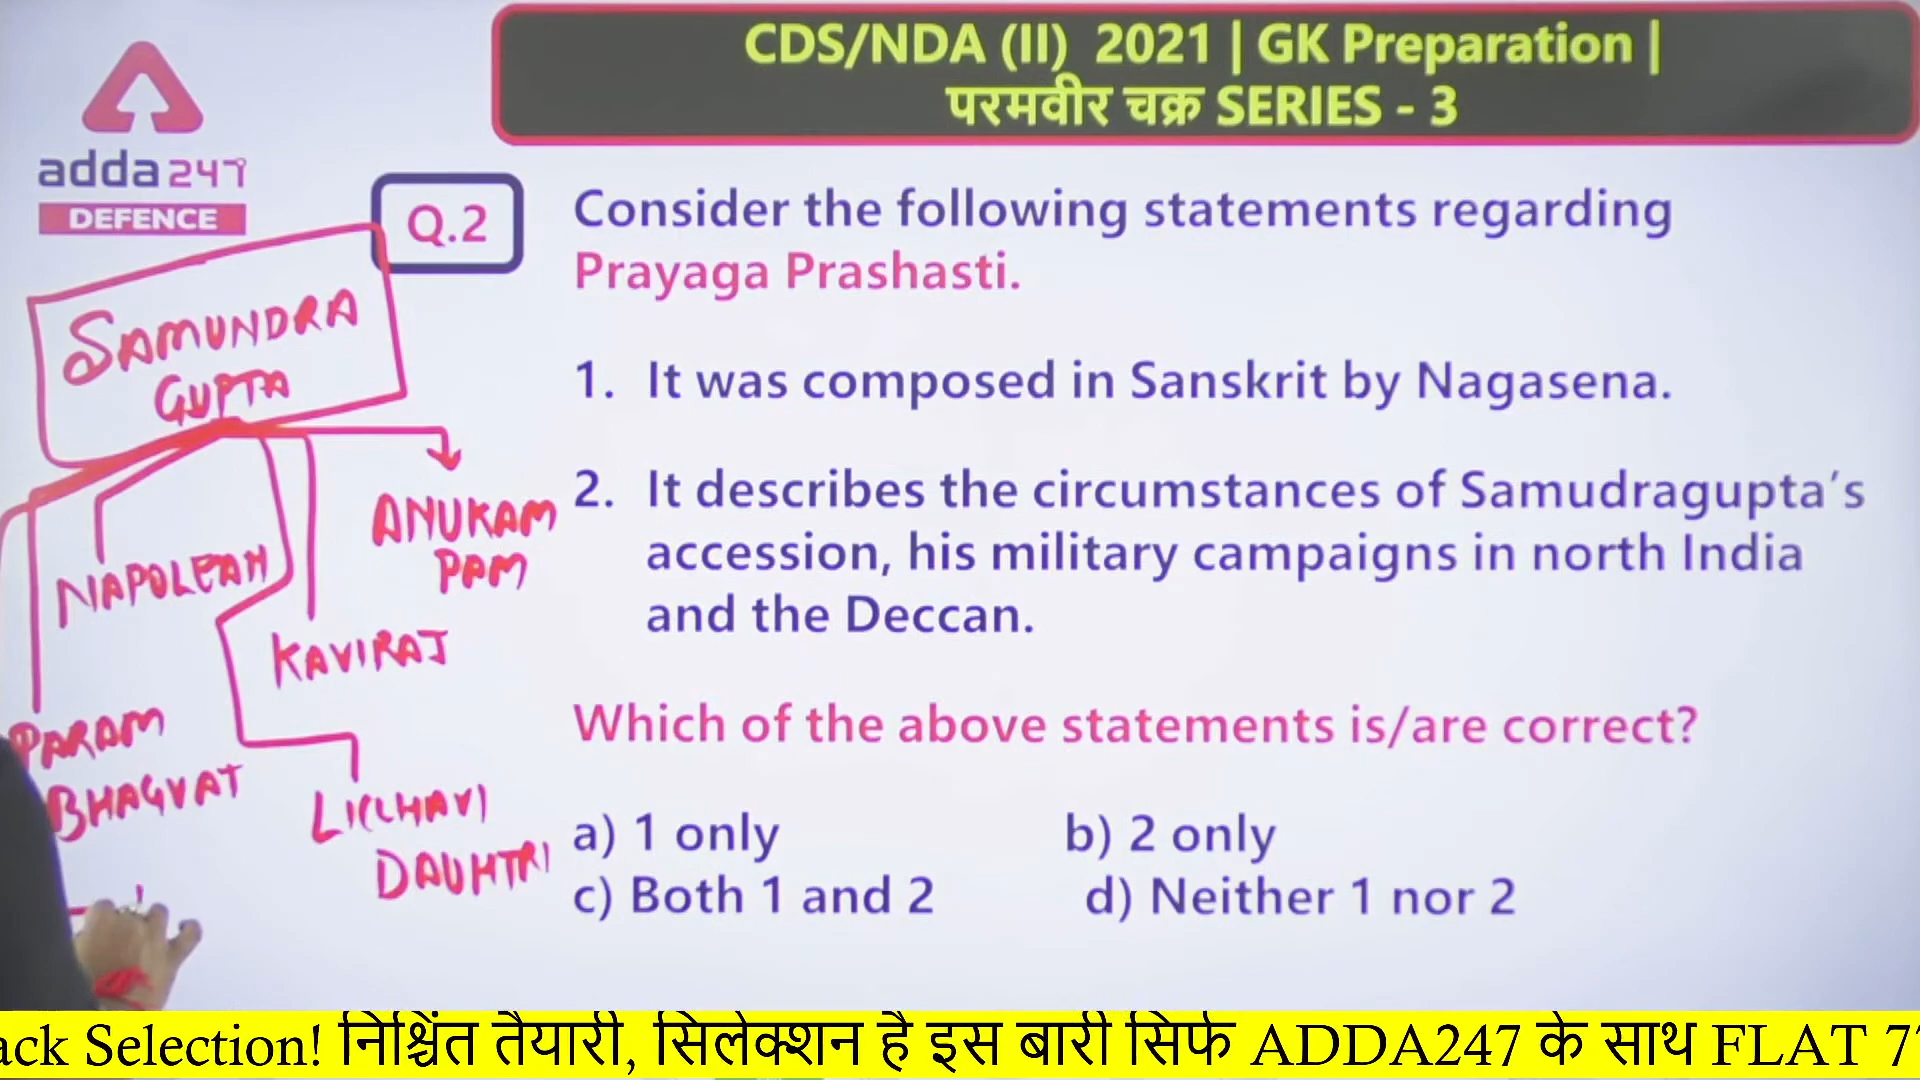 CDS/NDA (II) 2021 | GK Preparation |
परमवीर चक्र SERIES - 3
adda247
DEFENCE
Q.2
Consider the following statements regarding
Prayaga Prashasti.
1. It was composed in Sanskrit by Nagasena.
2. It describes the circumstances of Samudragupta’s
accession, his military campaigns in north India
and the Deccan.
Which of the above statements is/are correct?
a) 1 only
b) 2 only
c) Both 1 and 2
d) Neither 1 nor 2
SAMUNDRA
GUPTA
ANUKAM
PAM
NAPOLEAN
KAVIRAJ
PARAM
BHAGVAT
LICCHAVI
DAUHTRI
ack Selection! निश्चिंत तैयारी, सिलेक्शन है इस बारी सिर्फ ADDA247 के साथ FLAT 7